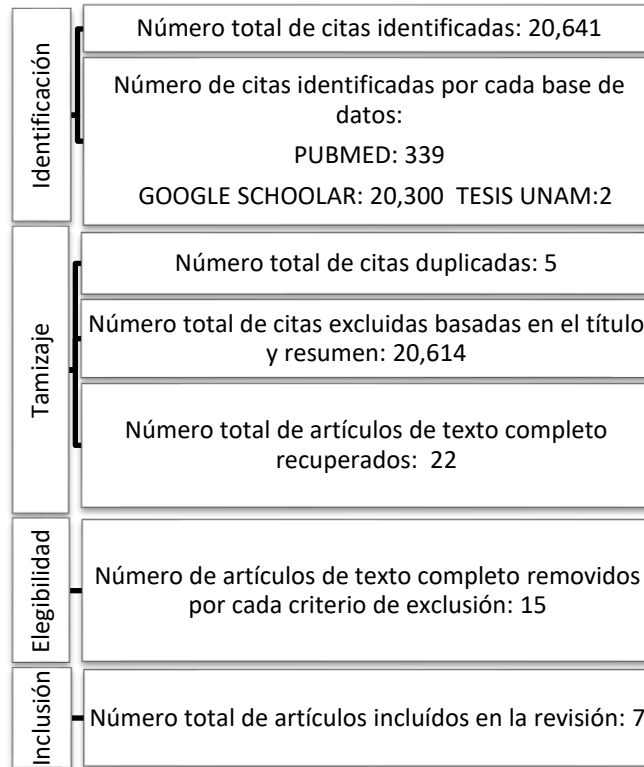 Identificación
Número total de citas identificadas: 20,641
Número de citas identificadas por cada base de
datos:
PUBMED: 339
GOOGLE SCHOOLAR: 20,300  TESIS UNAM:2
Tamizaje
Número total de citas duplicadas: 5
Número total de citas excluidas basadas en el título
y resumen: 20,614
Número total de artículos de texto completo
recuperados:  22
Elegibilidad
Número de artículos de texto completo removidos
por cada criterio de exclusión: 15
Inclusión
Número total de artículos incluídos en la revisión: 7